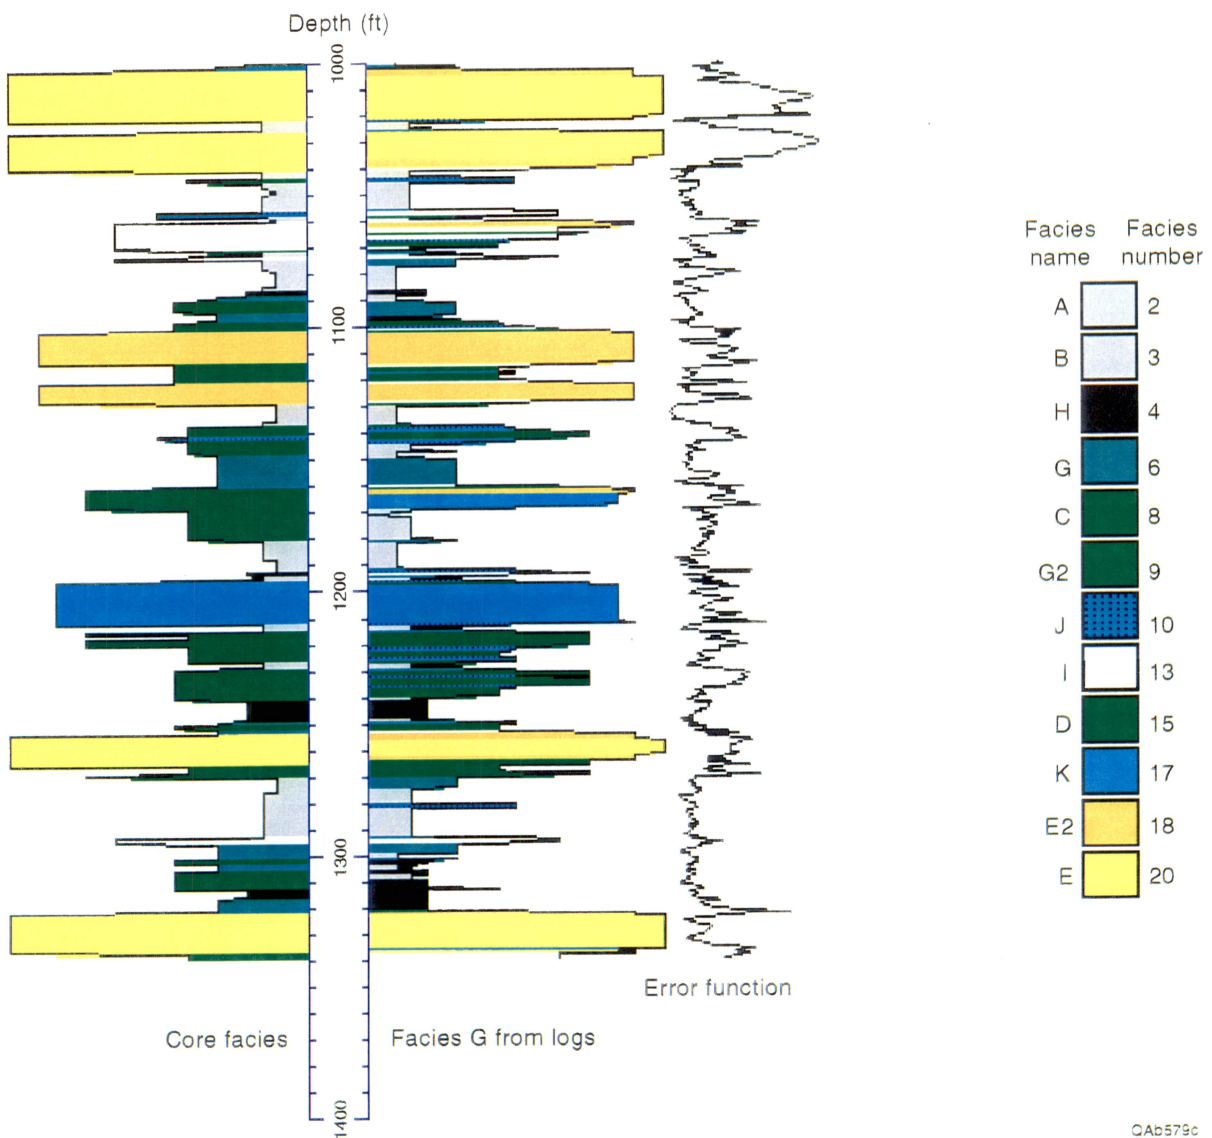 Depth (ft)
1000
1100
1200
1300
1400
Core facies
Facies G from logs
Error function
Facies name
Facies number
A 2
B 3
H 4
G 6
C 8
G2 9
J 10
I 13
D 15
K 17
E2 18
E 20
QAb579c